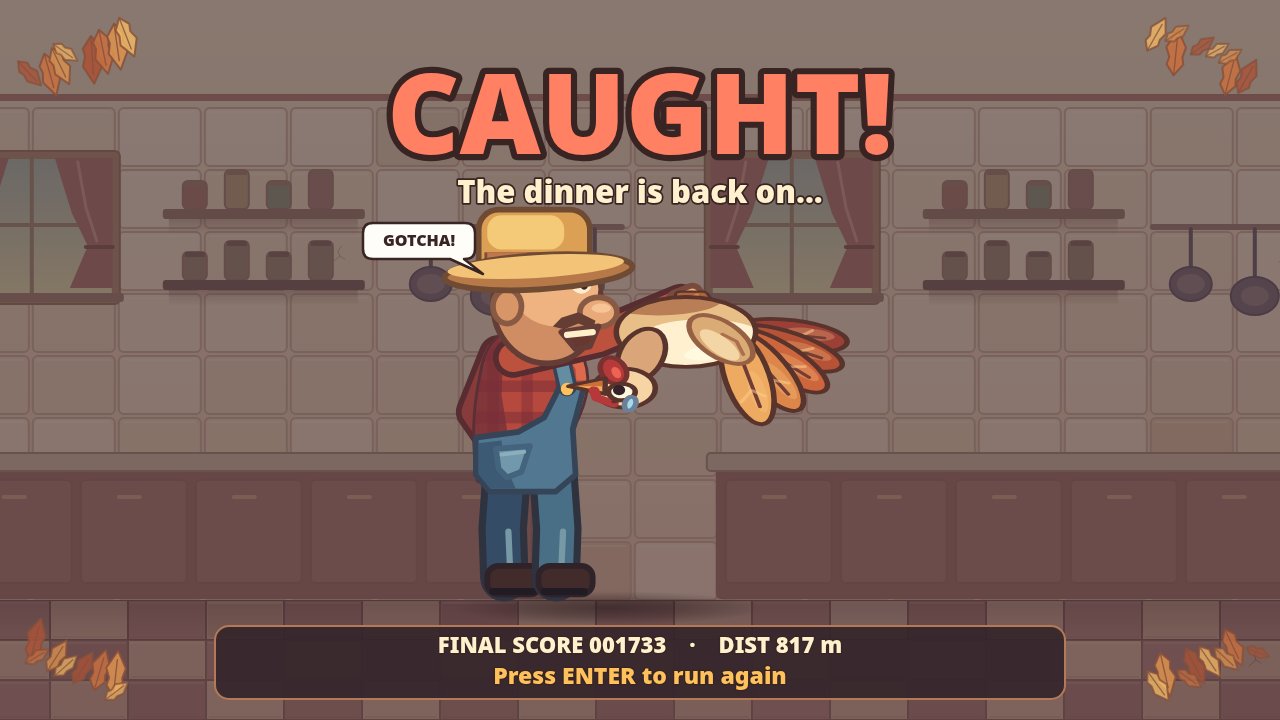 CAUGHT!
The dinner is back on...
GOTCHA!
FINAL SCORE 001733 · DIST 817 m
Press ENTER to run again